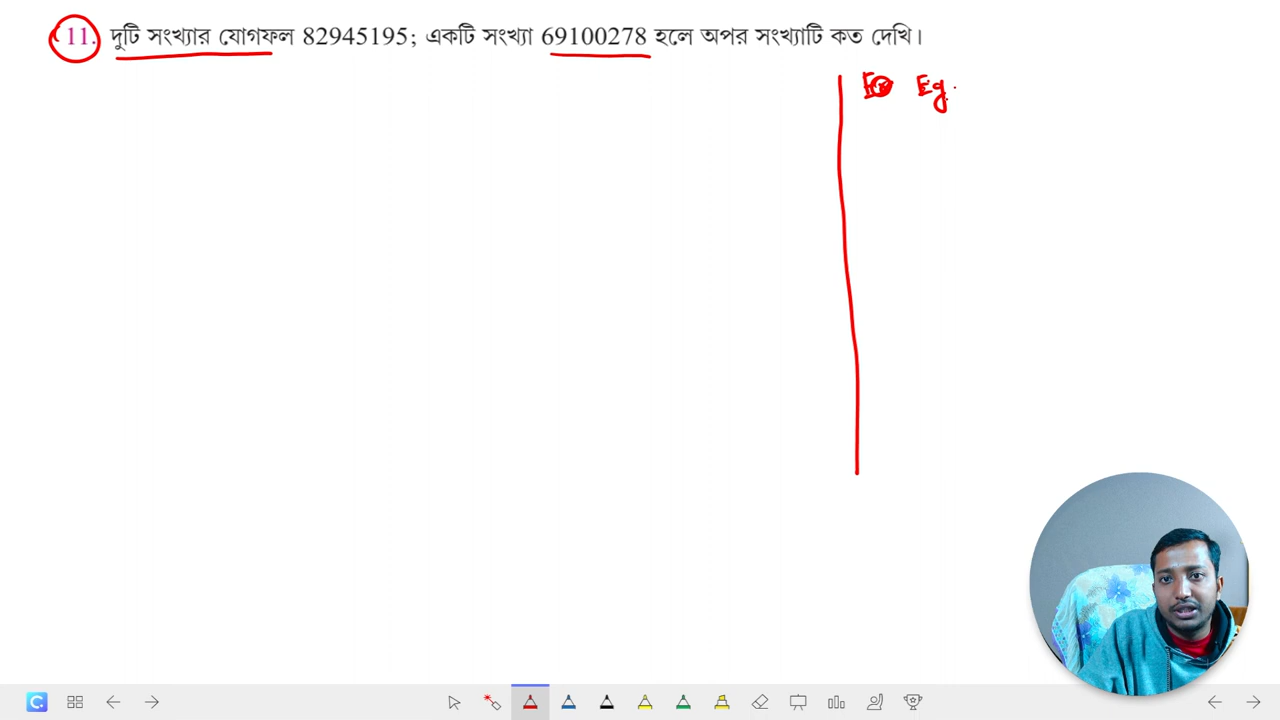 11. দুটি সংখ্যার যোগফল 82945195; একটি সংখ্যা 69100278 হলে অপর সংখ্যাটি কত দেখি।
Eg.